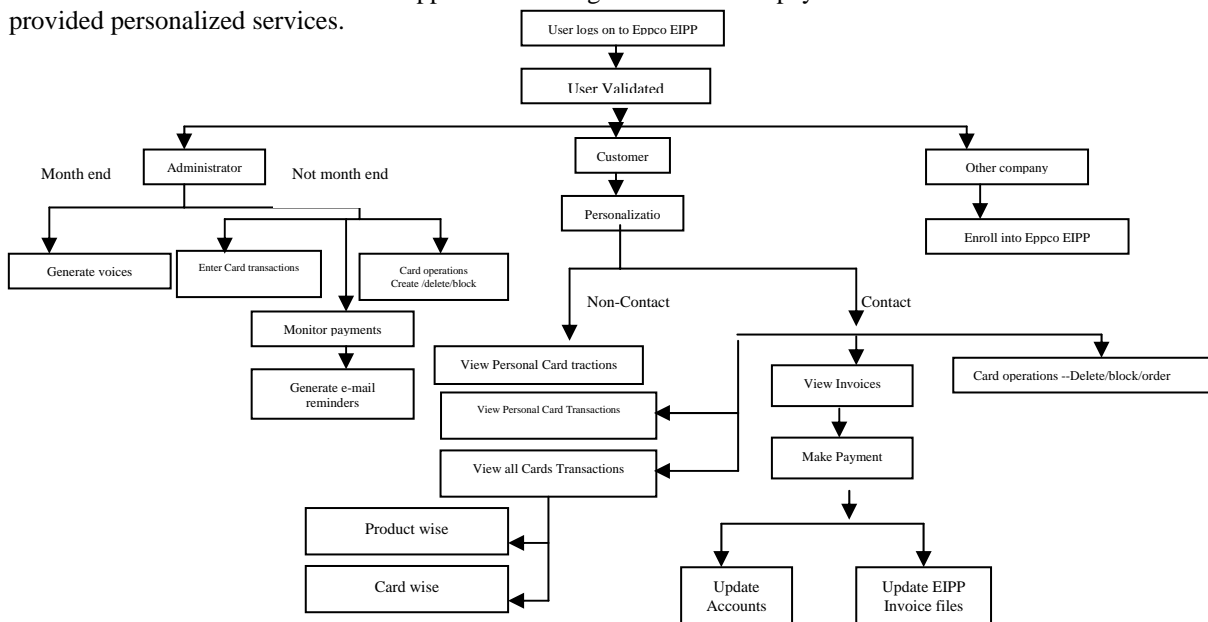 provided personalized services.
User logs on to Eppco EIPP
User Validated
Administrator
Customer
Other company
Month end
Not month end
Personalizatio
Enroll into Eppco EIPP
Generate voices
Enter Card transactions
Card operations
Create /delete/block
Non-Contact
Contact
Monitor payments
View Personal Card tractions
View Invoices
Card operations --Delete/block/order
Generate e-mail
reminders
View Personal Card Transactions
Make Payment
View all Cards Transactions
Product wise
Card wise
Update
Accounts
Update EIPP
Invoice files